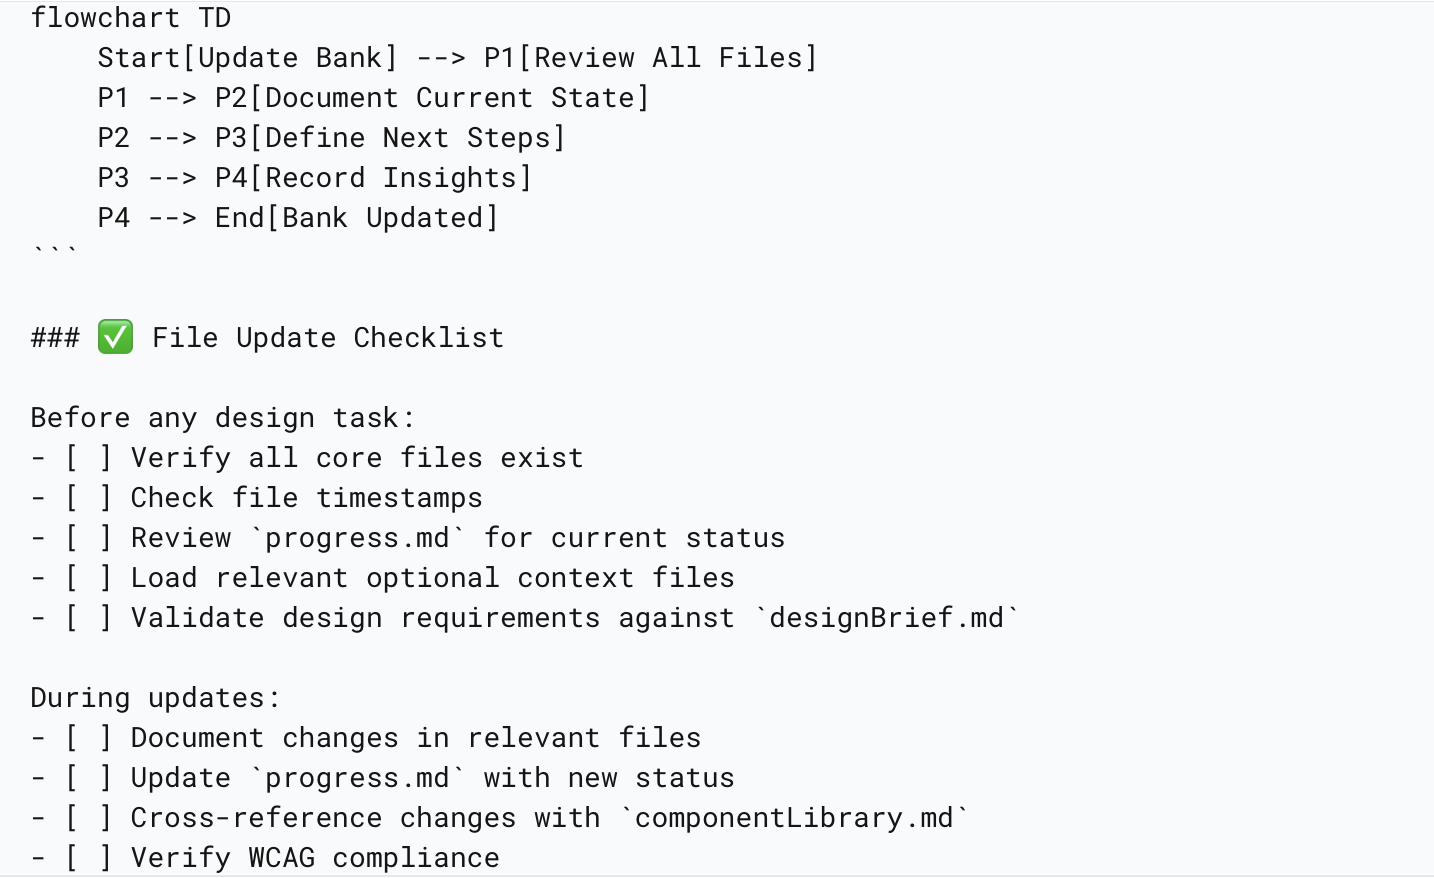 flowchart TD
    Start[Update Bank] --> P1[Review All Files]
    P1 --> P2[Document Current State]
    P2 --> P3[Define Next Steps]
    P3 --> P4[Record Insights]
    P4 --> End[Bank Updated]
```

### ✅ File Update Checklist

Before any design task:
- [ ] Verify all core files exist
- [ ] Check file timestamps
- [ ] Review `progress.md` for current status
- [ ] Load relevant optional context files
- [ ] Validate design requirements against `designBrief.md`

During updates:
- [ ] Document changes in relevant files
- [ ] Update `progress.md` with new status
- [ ] Cross-reference changes with `componentLibrary.md`
- [ ] Verify WCAG compliance